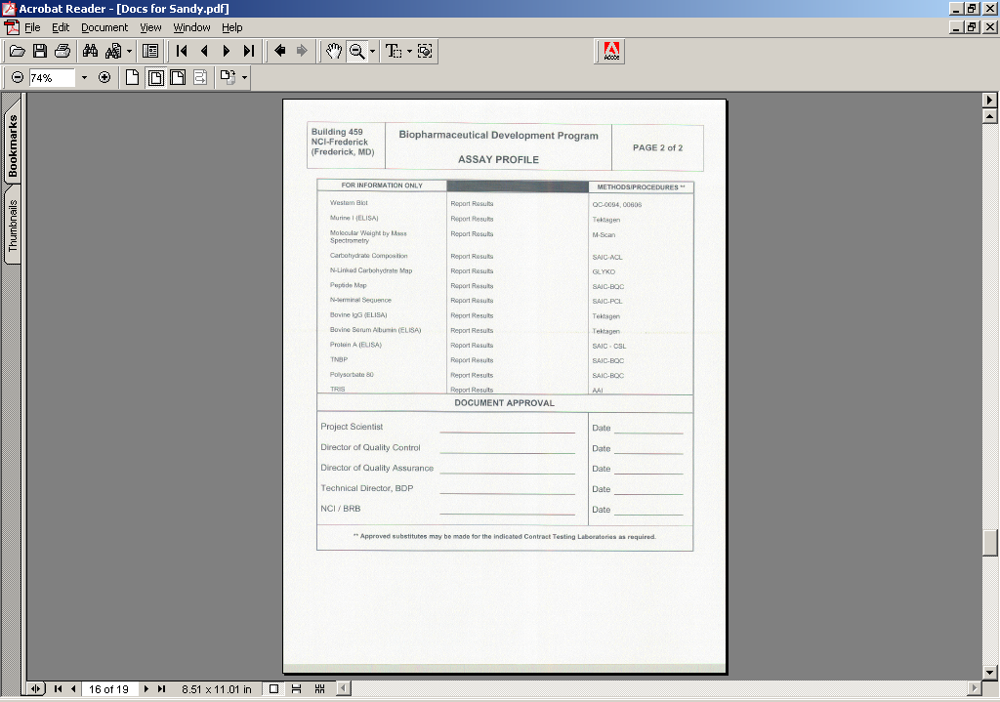 Acrobat Reader - [Docs for Sandy.pdf]
File Edit Document View Window Help
Adobe
74%
Bookmarks
Thumbnails
Building 459
NCI-Frederick
(Frederick, MD)
Biopharmaceutical Development Program
ASSAY PROFILE
PAGE 2 of 2
FOR INFORMATION ONLY METHODS/PROCEDURES **
Western Blot Report Results QC-0094, 00606
Murine I (ELISA) Report Results Tektagen
Molecular Weight by Mass Report Results M-Scan
Spectrometry
Carbohydrate Composition Report Results SAIC-ACL
N-Linked Carbohydrate Map Report Results GLYKO
Peptide Map Report Results SAIC-BQC
N-terminal Sequence Report Results SAIC-PCL
Bovine IgG (ELISA) Report Results Tektagen
Bovine Serum Albumin (ELISA) Report Results Tektagen
Protein A (ELISA) Report Results SAIC - CSL
TNBP Report Results SAIC-BQC
Polysorbate 80 Report Results SAIC-BQC
TRIS Report Results AAI
DOCUMENT APPROVAL
Project Scientist Date
Director of Quality Control Date
Director of Quality Assurance Date
Technical Director, BDP Date
NCI / BRB Date
** Approved substitutes may be made for the indicated Contract Testing Laboratories as required.
16 of 19 8.51 x 11.01 in